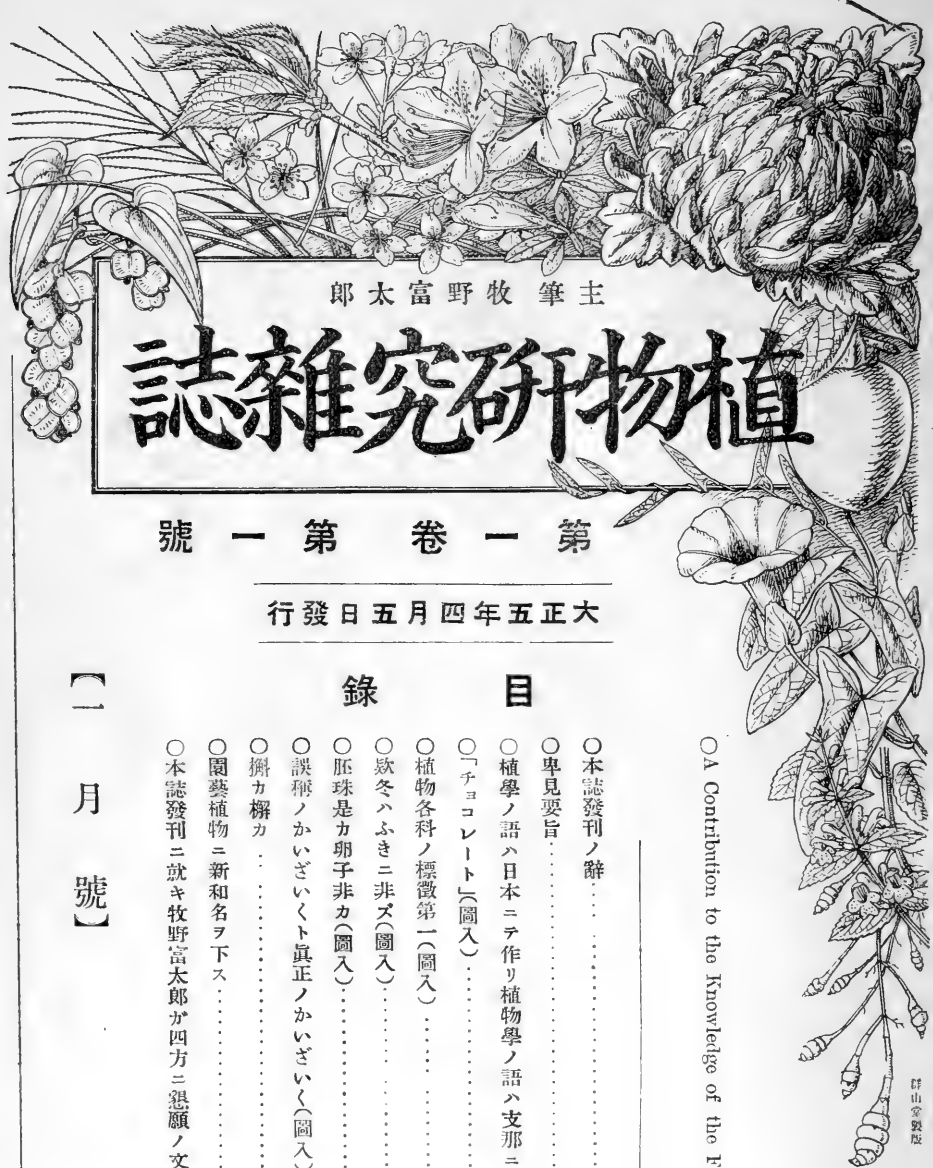 主筆 牧野富太郎
植物研究雜誌
第一卷 第一號
大正五年四月五日發行
目錄
○A Contribution to the Knowledge of the F
○本誌發刊ノ辭
○卑見要旨
○植學ノ語ハ日本ニテ作リ植物學ノ語ハ支那ニ
○「チョコレート」(圖入)
○植物各科ノ標徵第一(圖入)
○欵冬ハふきニ非ズ(圖入)
○胚珠是カ卵子非カ(圖入)
○誤稱ノかいざいくト眞正ノかいざいく(圖入)
○槲カ檞カ
○園藝植物ニ新和名ヲ下ス
○本誌發刊ニ就キ牧野富太郎ガ四方ニ懇願ノ文
【一月號】